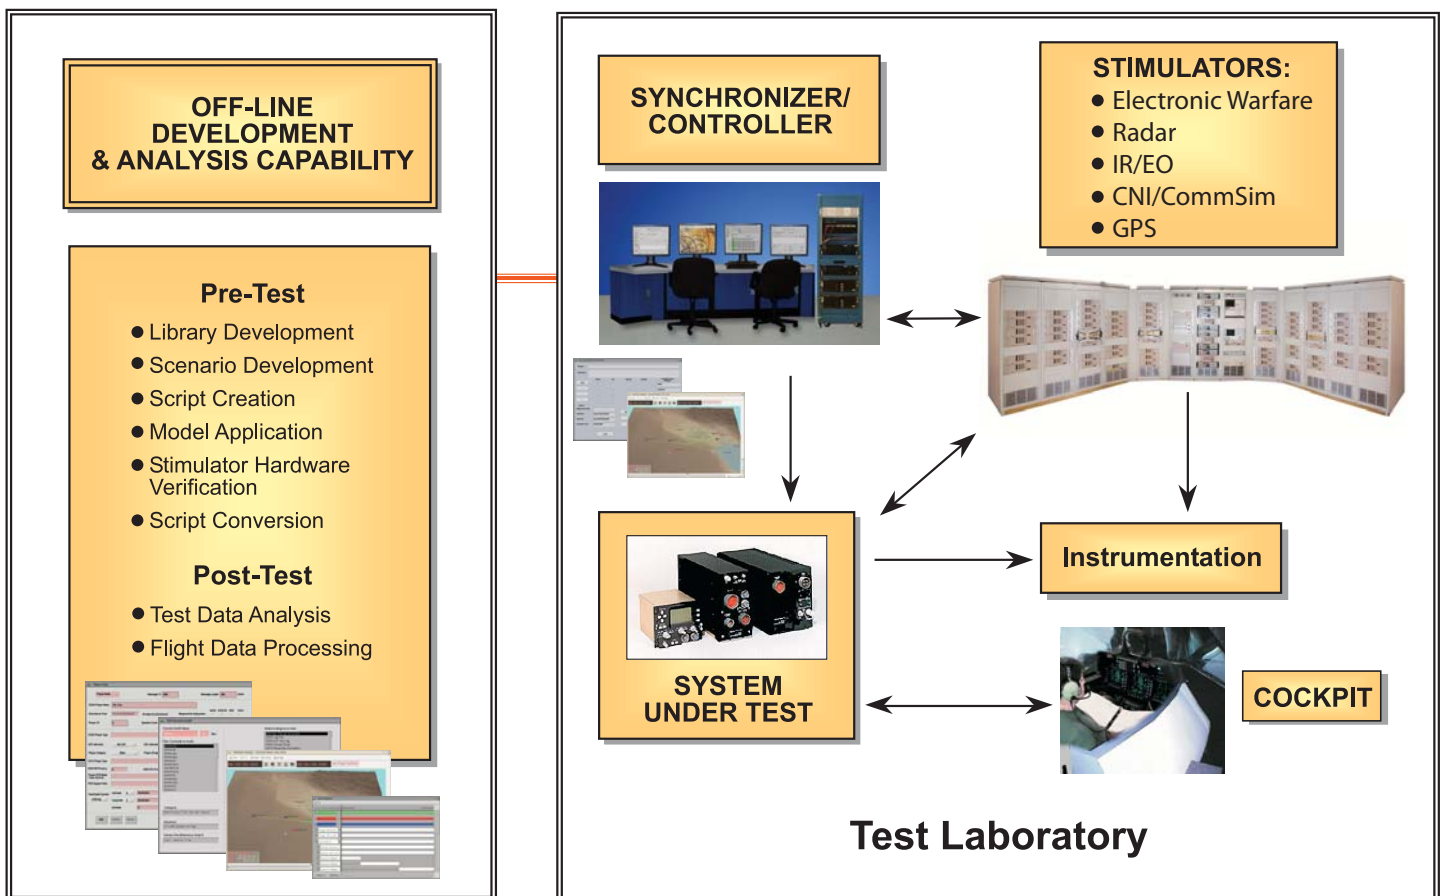 OFF-LINE
DEVELOPMENT
& ANALYSIS CAPABILITY
Pre-Test
● Library Development
● Scenario Development
● Script Creation
● Model Application
● Stimulator Hardware
Verification
● Script Conversion
Post-Test
● Test Data Analysis
● Flight Data Processing
SYNCHRONIZER/
CONTROLLER
STIMULATORS:
● Electronic Warfare
● Radar
● IR/EO
● CNI/CommSim
● GPS
SYSTEM
UNDER TEST
Instrumentation
COCKPIT
Test Laboratory